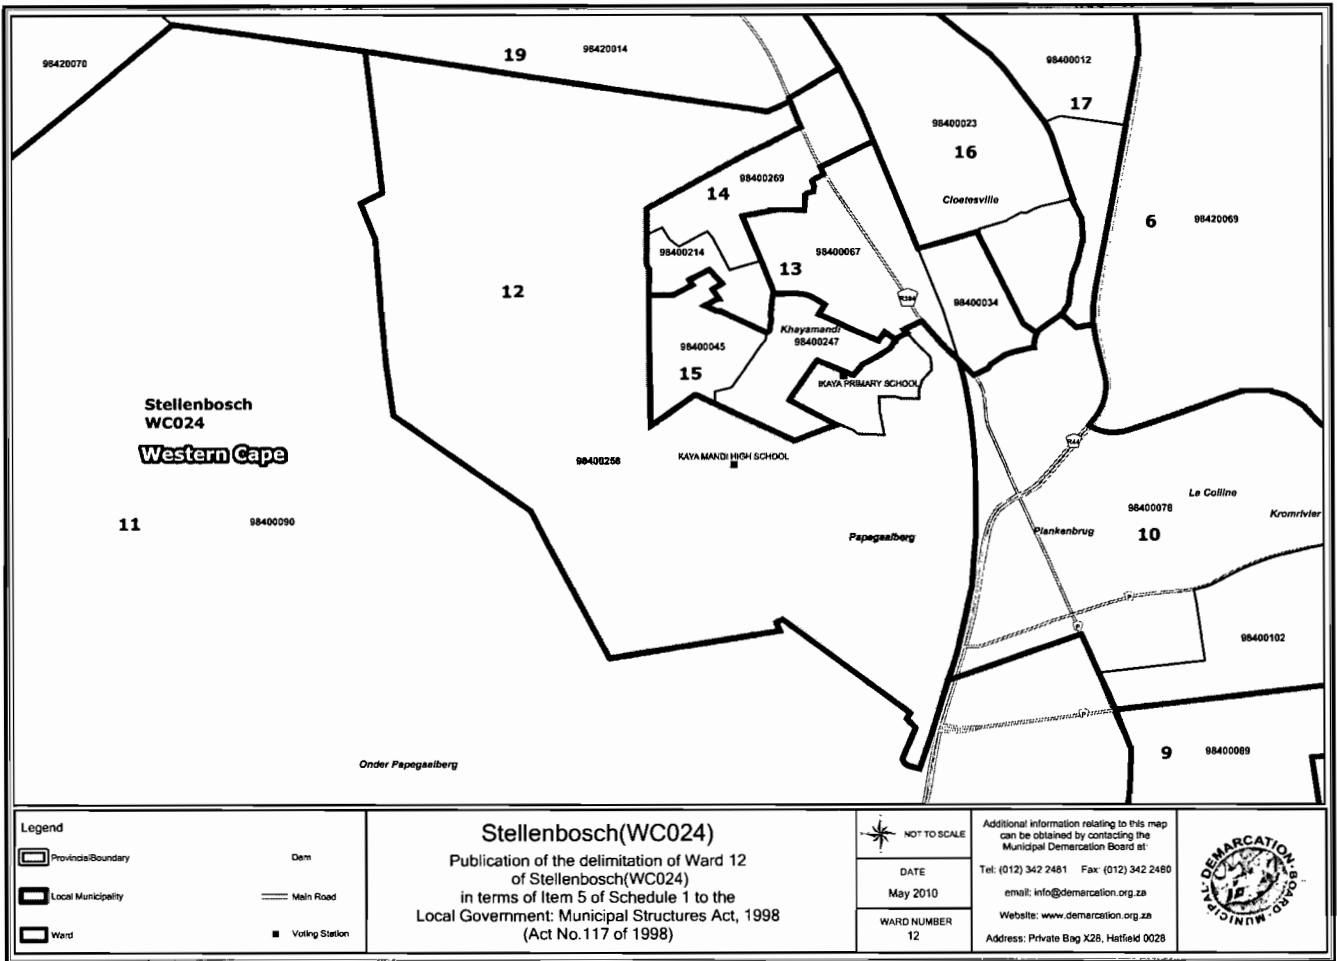 98420070
19
98420014
98400012
17
98400023
16
Cloetesville
6
98420069
14
98400269
98400214
13
98400067
R304
98400034
12
Khayamandi
98400247
98400045
15
IKAYA PRIMARY SCHOOL
Stellenbosch
WC024
Western Cape
98400258
KAYA MANDI HIGH SCHOOL
R44
La Colline
98400078
Kromrivier
11
98400090
Papegaaiberg
Plankenbrug
10
P
P
98400102
P
9
98400089
Onder Papegaaiberg
Legend
Provincial Boundary
Dam
Local Municipality
Main Road
Ward
Voting Station
Stellenbosch(WC024)
Publication of the delimitation of Ward 12
of Stellenbosch(WC024)
in terms of Item 5 of Schedule 1 to the
Local Government: Municipal Structures Act, 1998
(Act No.117 of 1998)
NOT TO SCALE
DATE
May 2010
WARD NUMBER
12
Additional information relating to this map
can be obtained by contacting the
Municipal Demarcation Board at:
Tel: (012) 342 2481 Fax: (012) 342 2480
email: info@demarcation.org.za
Website: www.demarcation.org.za
Address: Private Bag X28, Hatfield 0028
MUNICIPAL DEMARCATION BOARD